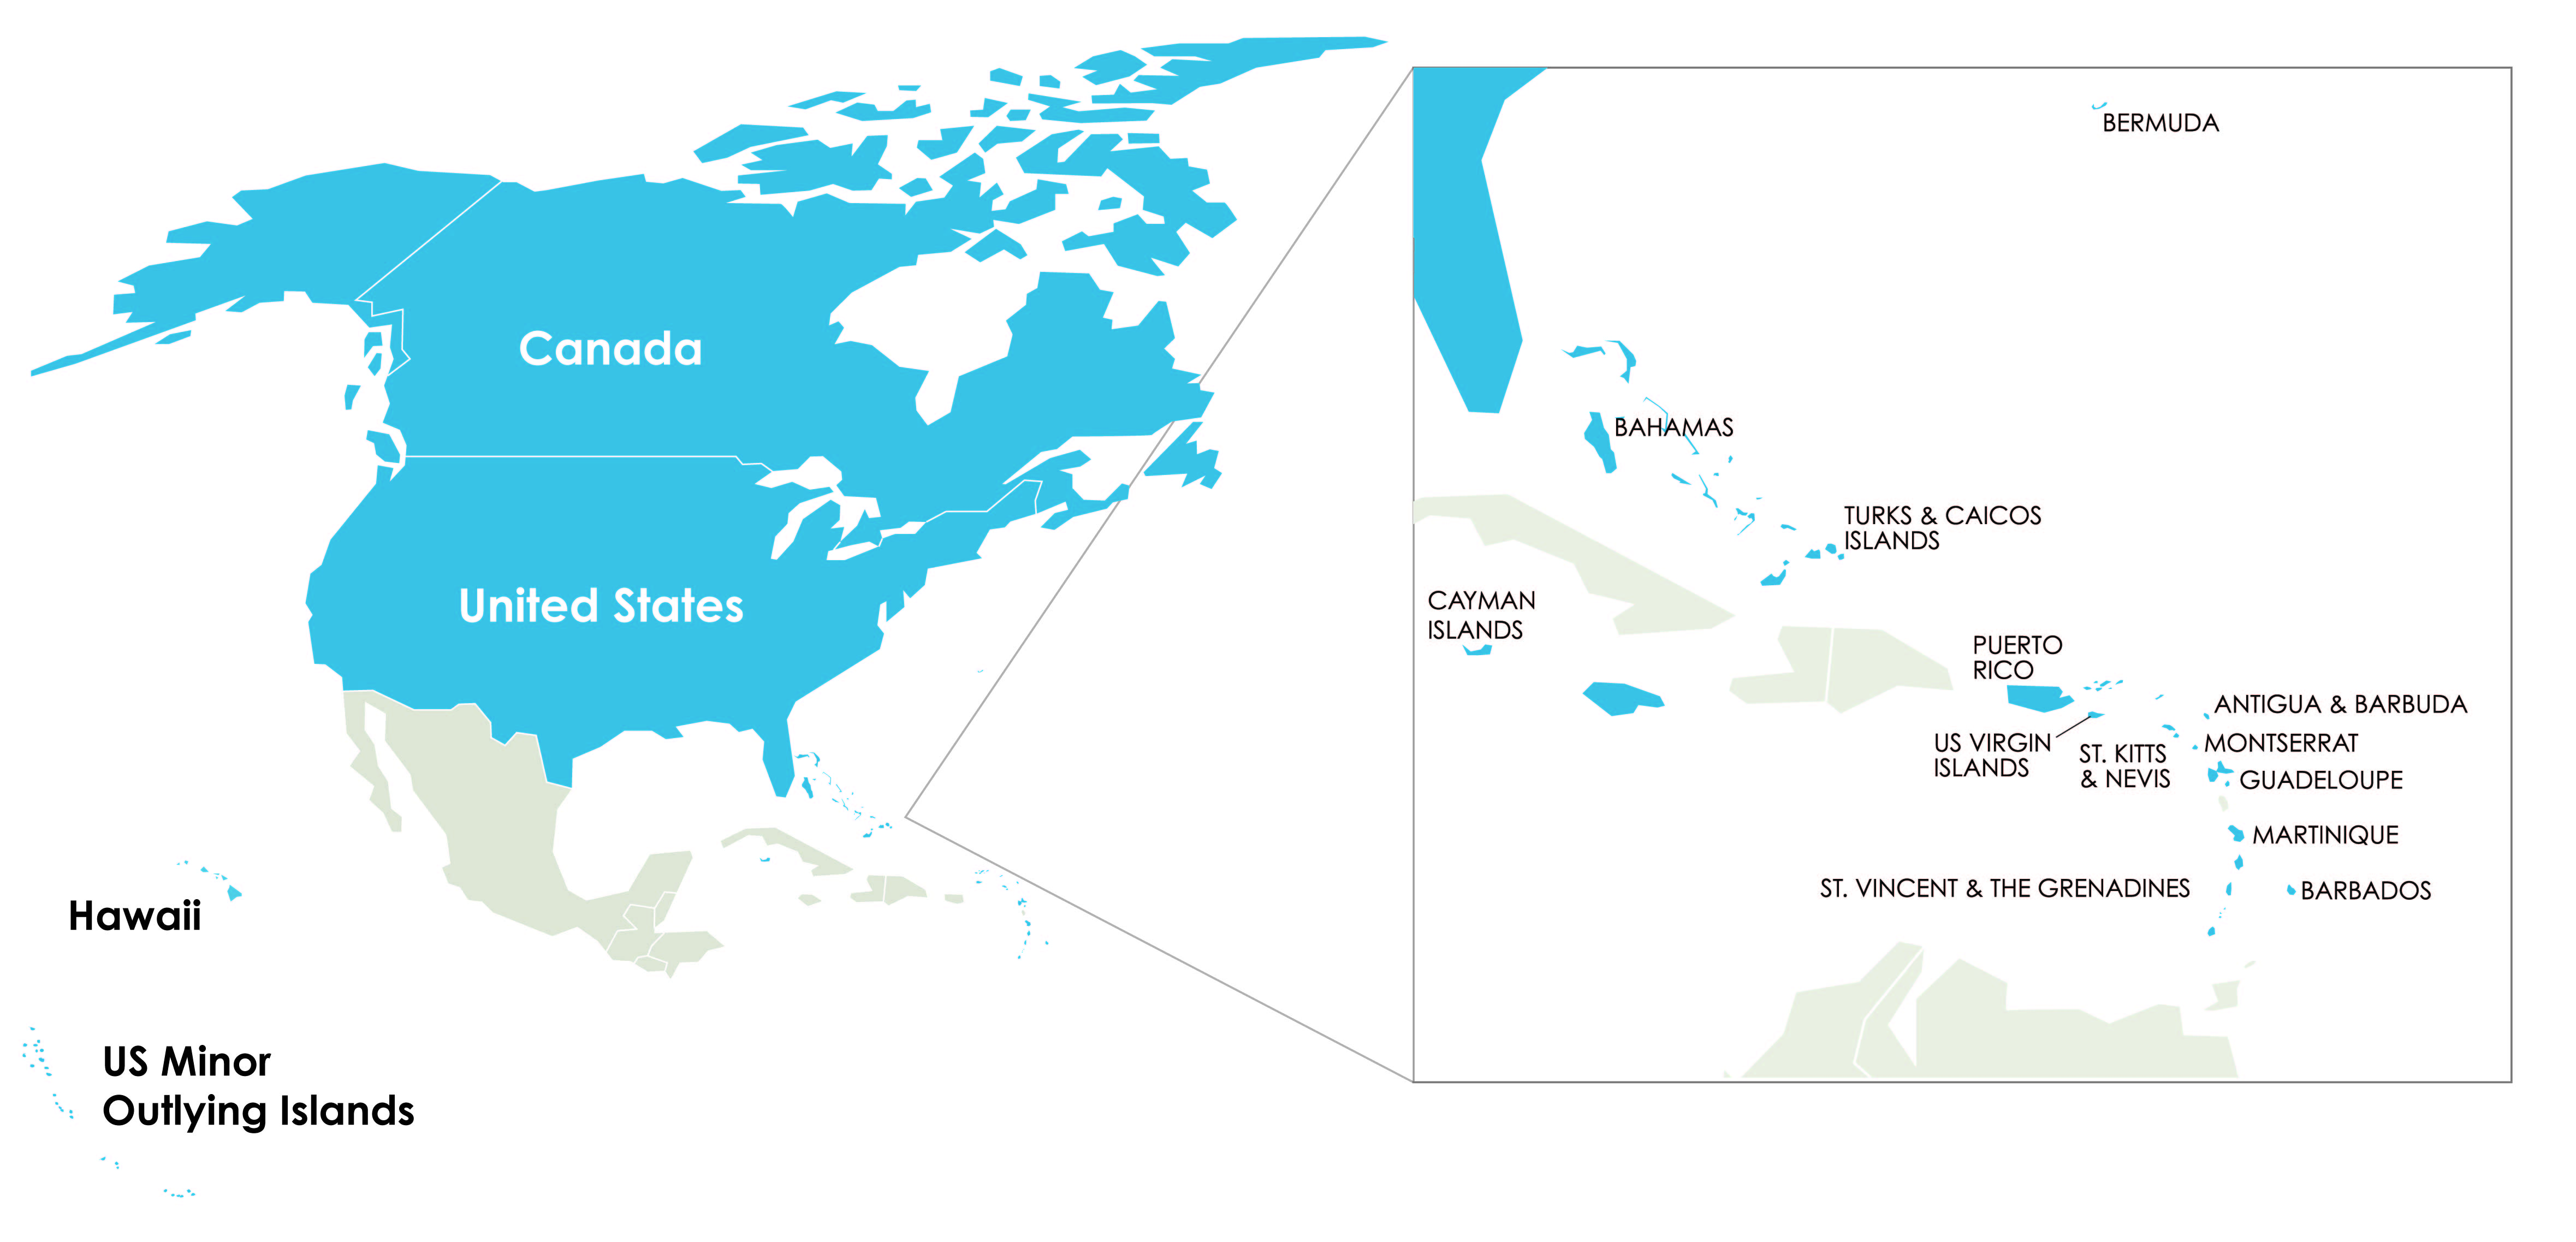 Canada
United States
Hawaii
US Minor
Outlying Islands
BERMUDA
BAHAMAS
TURKS & CAICOS
ISLANDS
CAYMAN
ISLANDS
PUERTO
RICO
ANTIGUA & BARBUDA
US VIRGIN
ISLANDS
ST. KITTS
& NEVIS
MONTSERRAT
GUADELOUPE
MARTINIQUE
ST. VINCENT & THE GRENADINES
BARBADOS